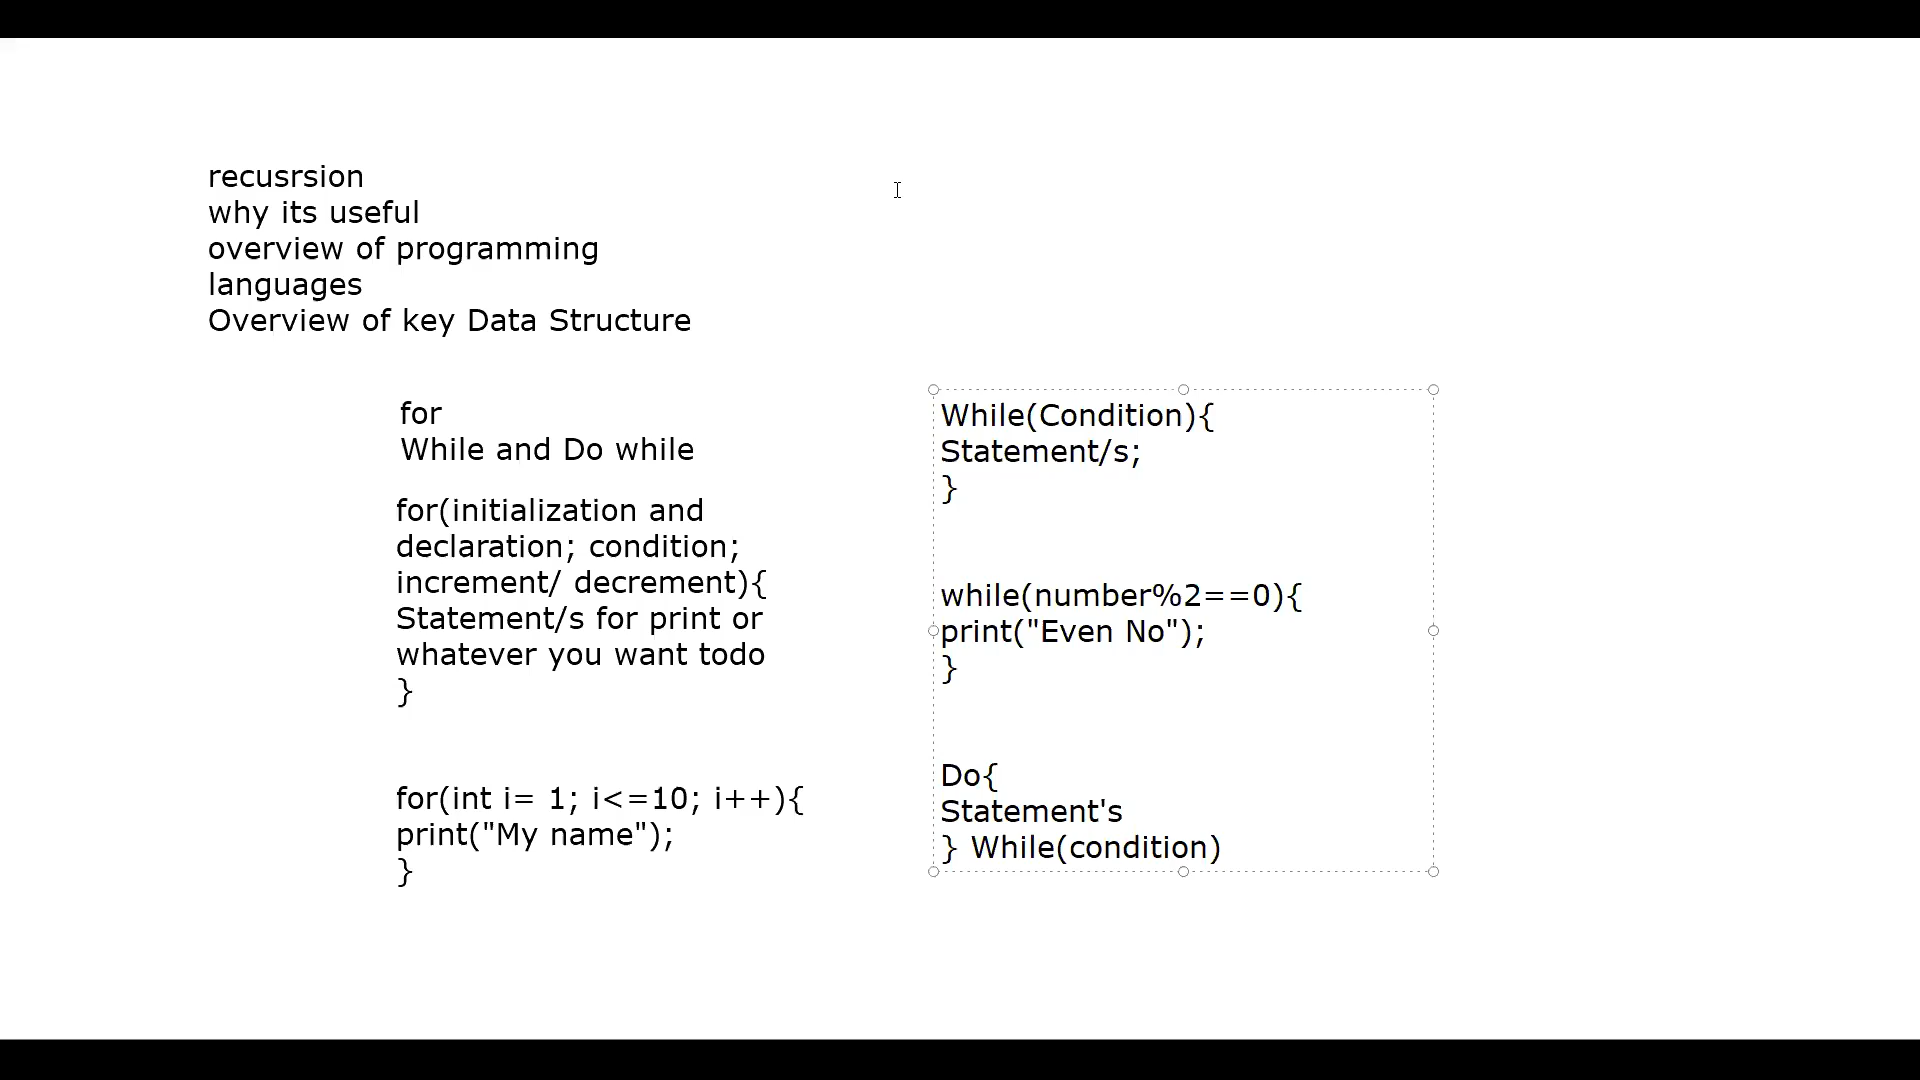 recusrsion
why its useful
overview of programming
languages
Overview of key Data Structure
for
While and Do while
for(initialization and
declaration; condition;
increment/ decrement){
Statement/s for print or
whatever you want todo
}
for(int i= 1; i<=10; i++){
print("My name");
}
While(Condition){
Statement/s;
}
while(number%2==0){
print("Even No");
}
Do{
Statement's
} While(condition)